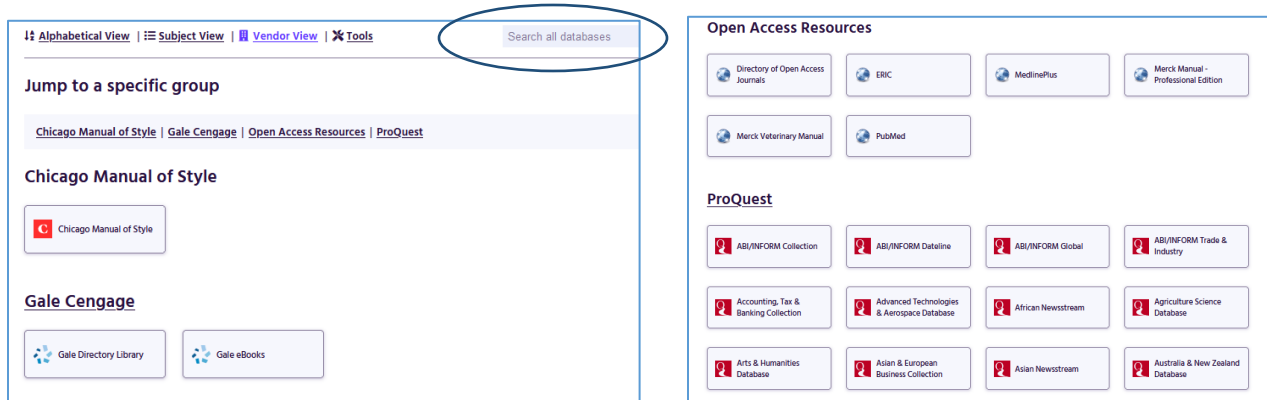 Alphabetical View | Subject View | Vendor View | Tools
Search all databases
Jump to a specific group
Chicago Manual of Style | Gale Cengage | Open Access Resources | ProQuest
Chicago Manual of Style
C Chicago Manual of Style
Gale Cengage
Gale Directory Library
Gale eBooks
Open Access Resources
Directory of Open Access
Journals
ERIC
MedlinePlus
Merck Manual -
Professional Edition
Merck Veterinary Manual
PubMed
ProQuest
ABI/INFORM Collection
ABI/INFORM Dateline
ABI/INFORM Global
ABI/INFORM Trade &
Industry
Accounting, Tax &
Banking Collection
Advanced Technologies
& Aerospace Database
African Newsstream
Agriculture Science
Database
Arts & Humanities
Database
Asian & European
Business Collection
Asian Newsstream
Australia & New Zealand
Database